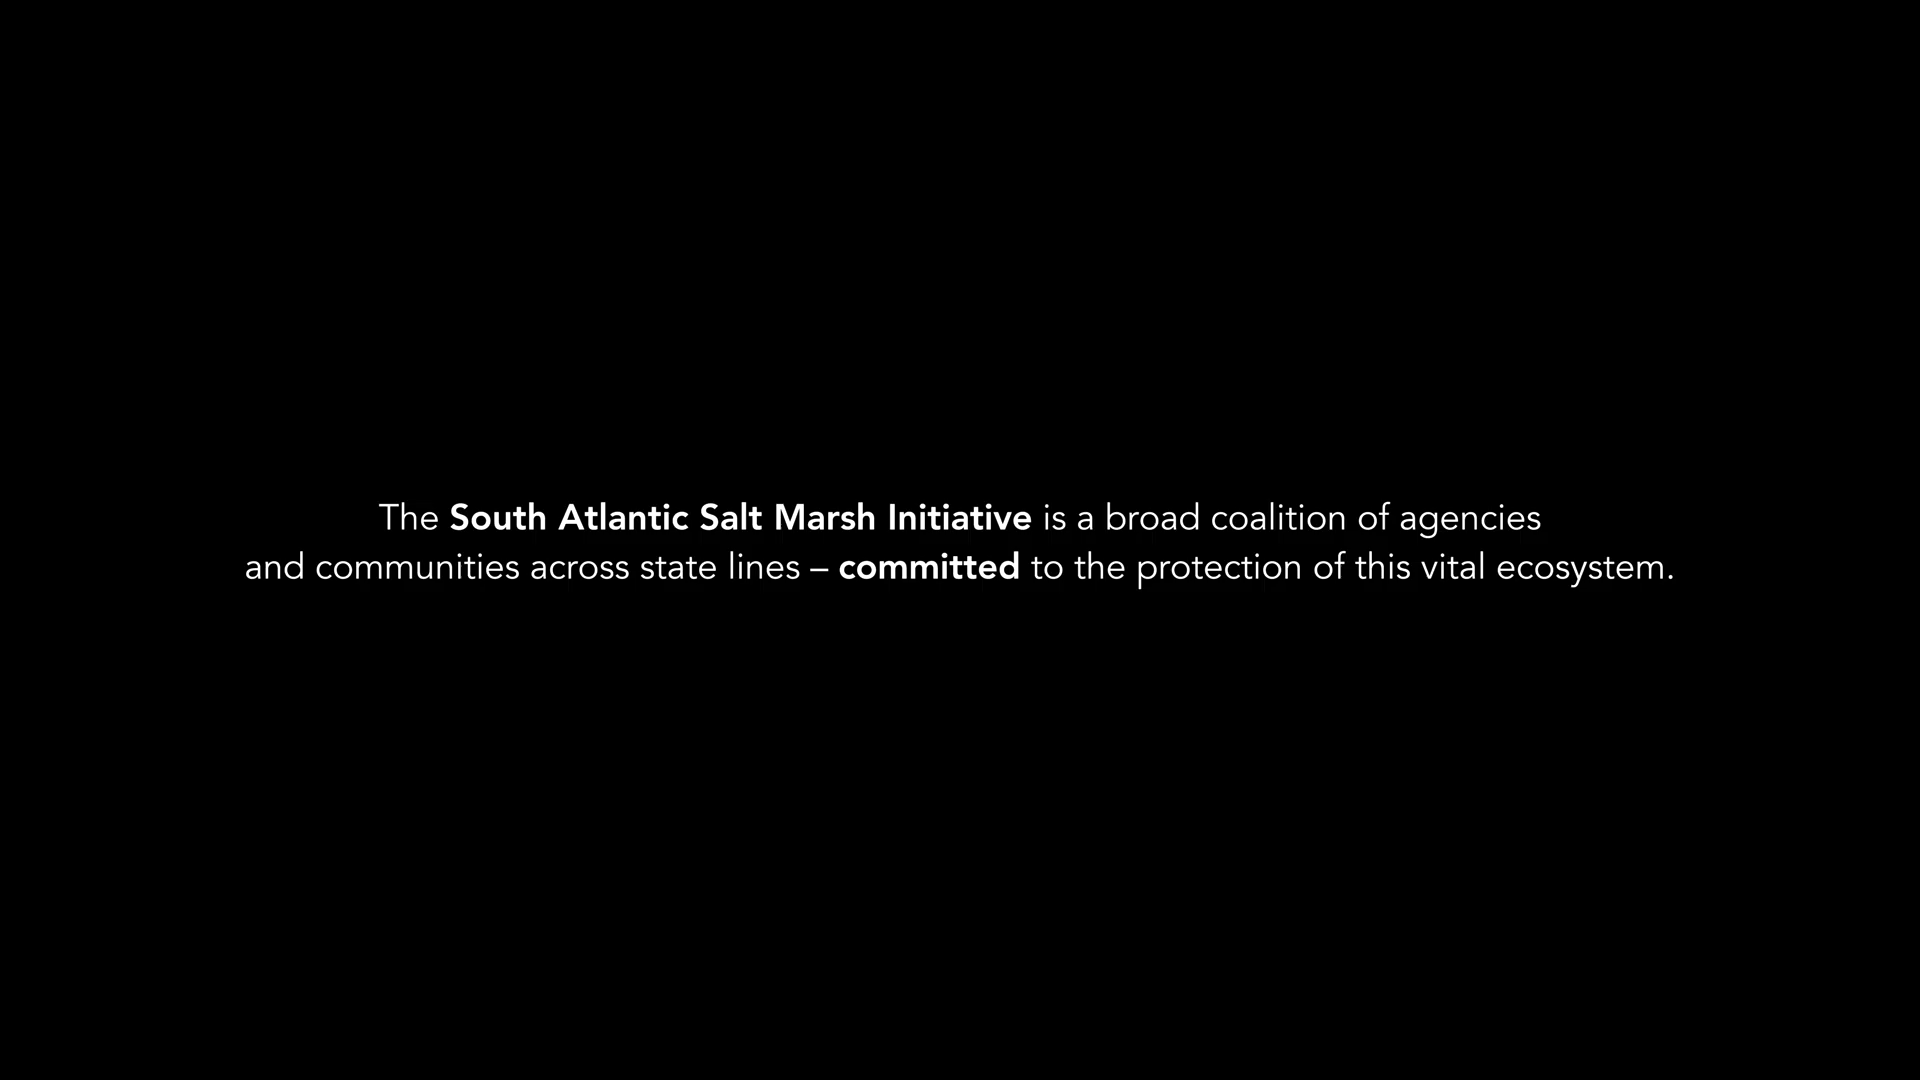 The South Atlantic Salt Marsh Initiative is a broad coalition of agencies
and communities across state lines – committed to the protection of this vital ecosystem.